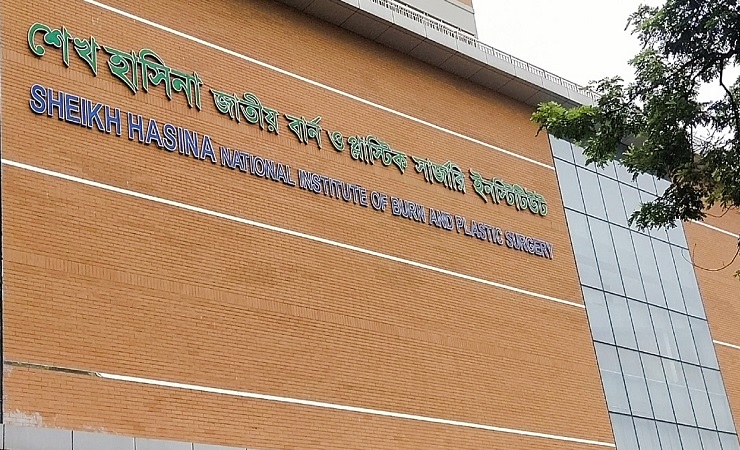 শেখ হাসিনা জাতীয় বার্ন ও প্লাস্টিক সার্জারি ইনস্টিটিউট
SHEIKH HASINA NATIONAL INSTITUTE OF BURN AND PLASTIC SURGERY